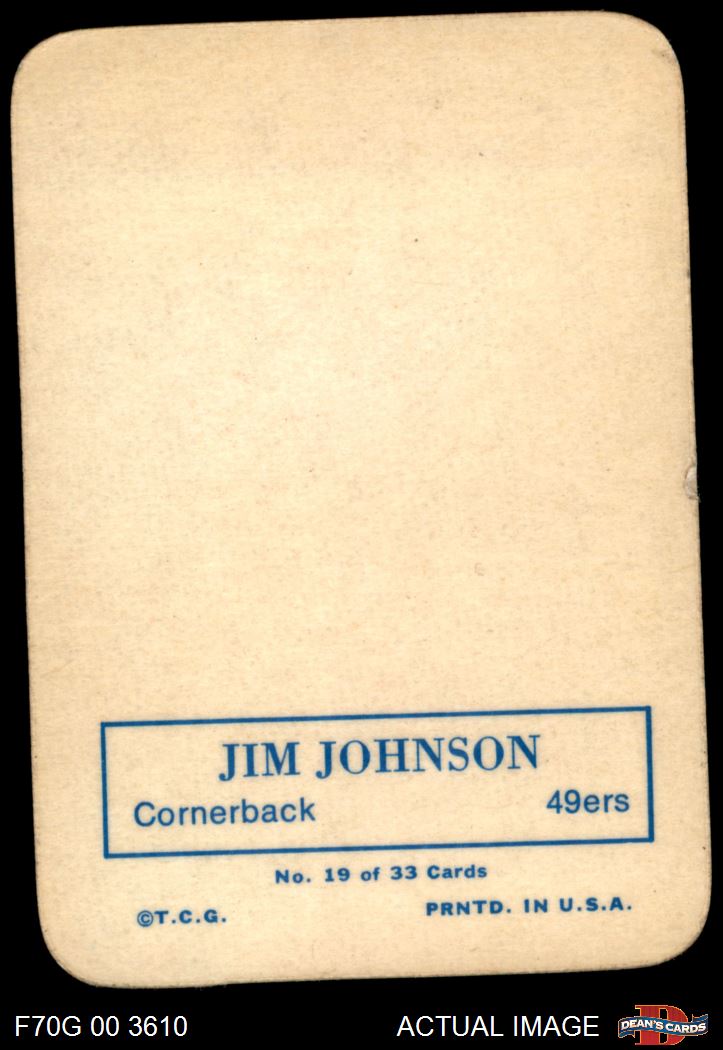 JIM JOHNSON
Cornerback 49ers
No. 19 of 33 Cards
©T.C.G. PRNTD. IN U.S.A.
F70G 00 3610 ACTUAL IMAGE DEAN'S CARDS